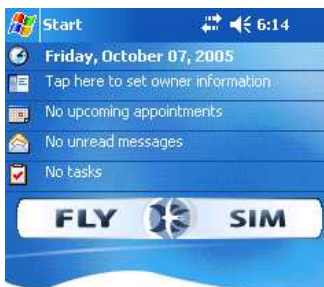 Start 6:14
Friday, October 07, 2005
Tap here to set owner information
No upcoming appointments
No unread messages
No tasks
FLY SIM